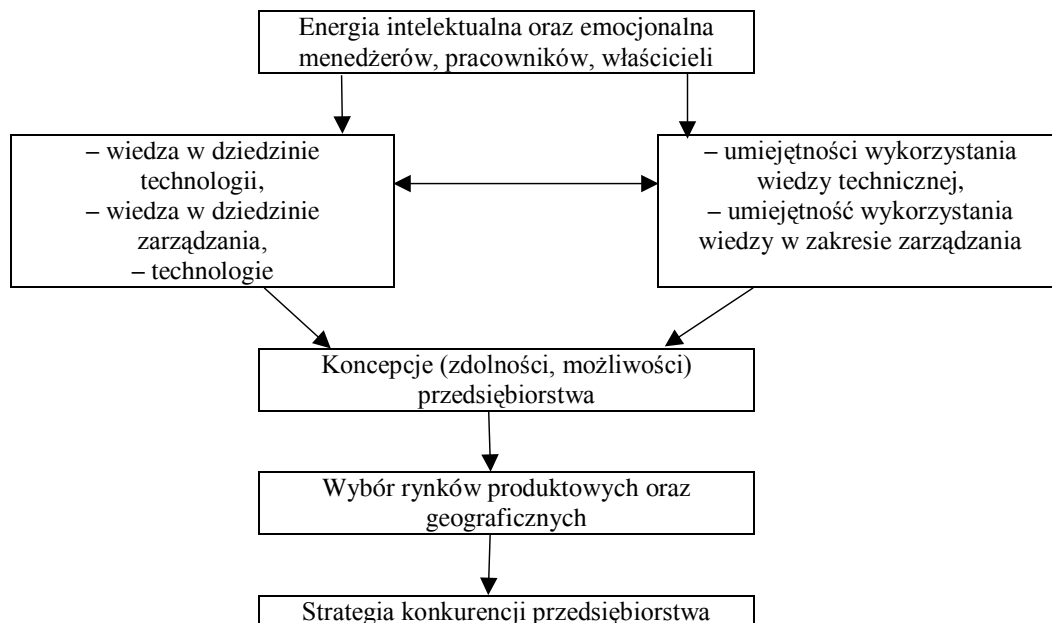 Energia intelektualna oraz emocjonalna
menedżerów, pracowników, właścicieli
– wiedza w dziedzinie
technologii,
– wiedza w dziedzinie
zarządzania,
– technologie
– umiejętności wykorzystania
wiedzy technicznej,
– umiejętność wykorzystania
wiedzy w zakresie zarządzania
Koncepcje (zdolności, możliwości)
przedsiębiorstwa
Wybór rynków produktowych oraz
geograficznych
Strategia konkurencji przedsiębiorstwa